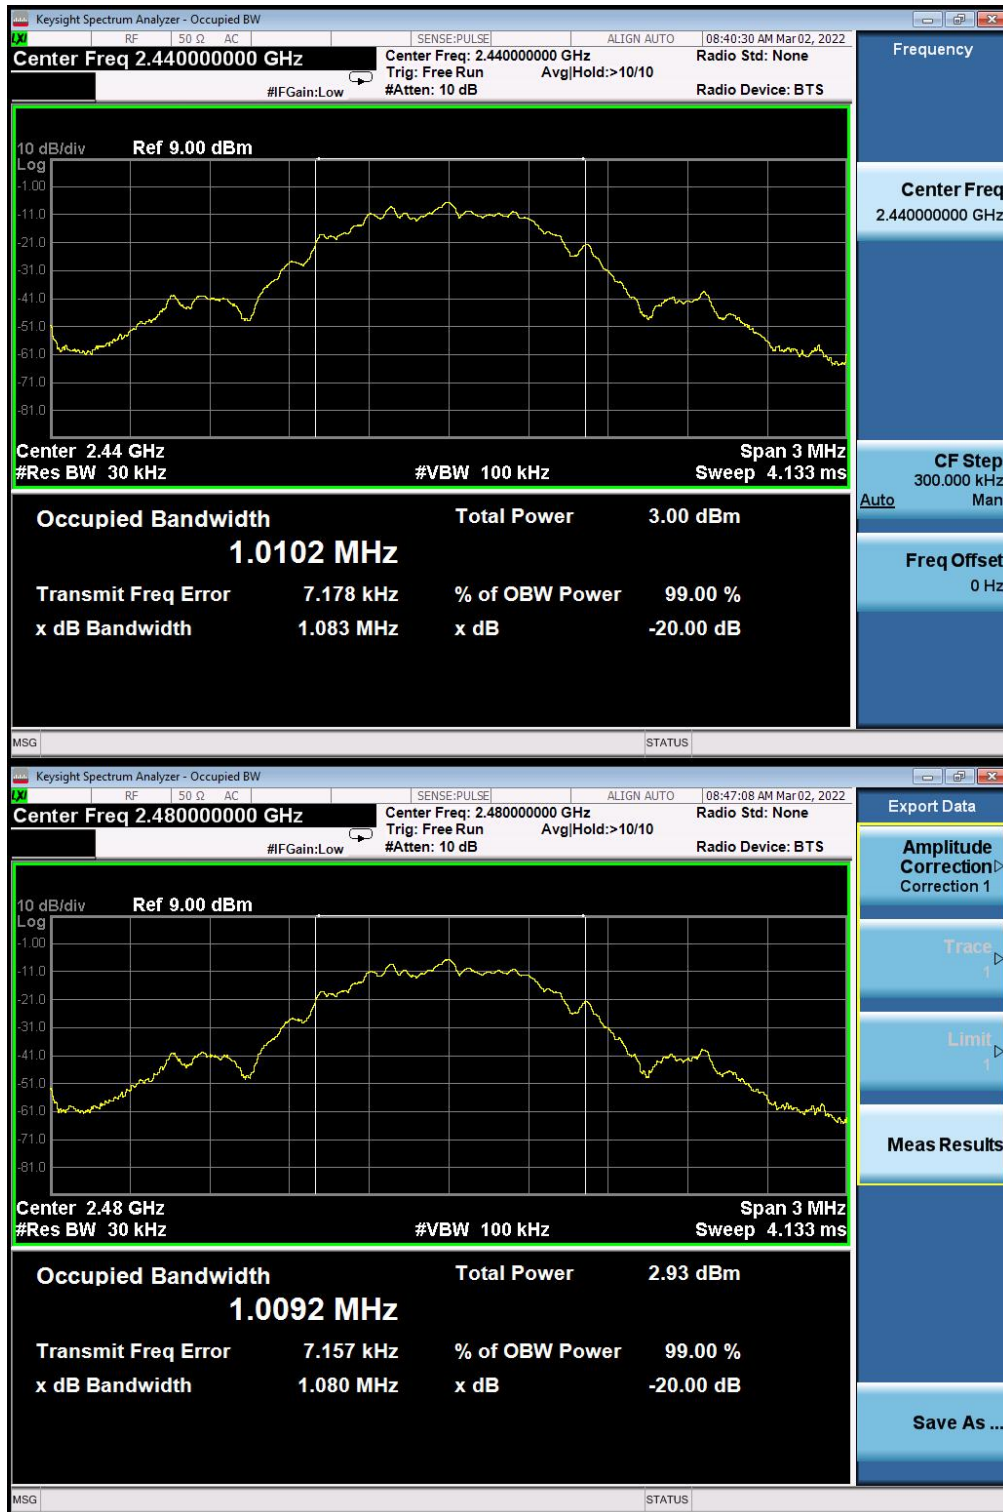 Keysight Spectrum Analyzer - Occupied BW
LXI RF 50 Ω AC SENSE:PULSE ALIGN AUTO 08:40:30 AM Mar 02, 2022
Center Freq 2.440000000 GHz Center Freq: 2.440000000 GHz Radio Std: None
Trig: Free Run Avg|Hold:>10/10
#IFGain:Low #Atten: 10 dB Radio Device: BTS
10 dB/div Ref 9.00 dBm
Log
-1.00
-11.0
-21.0
-31.0
-41.0
-51.0
-61.0
-71.0
-81.0
Center 2.44 GHz Span 3 MHz
#Res BW 30 kHz #VBW 100 kHz Sweep 4.133 ms
Occupied Bandwidth Total Power 3.00 dBm
1.0102 MHz
Transmit Freq Error 7.178 kHz % of OBW Power 99.00 %
x dB Bandwidth 1.083 MHz x dB -20.00 dB
MSG STATUS
Frequency
Center Freq
2.440000000 GHz
CF Step
300.000 kHz
Auto Man
Freq Offset
0 Hz
Keysight Spectrum Analyzer - Occupied BW
LXI RF 50 Ω AC SENSE:PULSE ALIGN AUTO 08:47:08 AM Mar 02, 2022
Center Freq 2.480000000 GHz Center Freq: 2.480000000 GHz Radio Std: None
Trig: Free Run Avg|Hold:>10/10
#IFGain:Low #Atten: 10 dB Radio Device: BTS
10 dB/div Ref 9.00 dBm
Log
-1.00
-11.0
-21.0
-31.0
-41.0
-51.0
-61.0
-71.0
-81.0
Center 2.48 GHz Span 3 MHz
#Res BW 30 kHz #VBW 100 kHz Sweep 4.133 ms
Occupied Bandwidth Total Power 2.93 dBm
1.0092 MHz
Transmit Freq Error 7.157 kHz % of OBW Power 99.00 %
x dB Bandwidth 1.080 MHz x dB -20.00 dB
MSG STATUS
Export Data
Amplitude
Correction
Correction 1
Trace
1
Limit
1
Meas Results
Save As ...